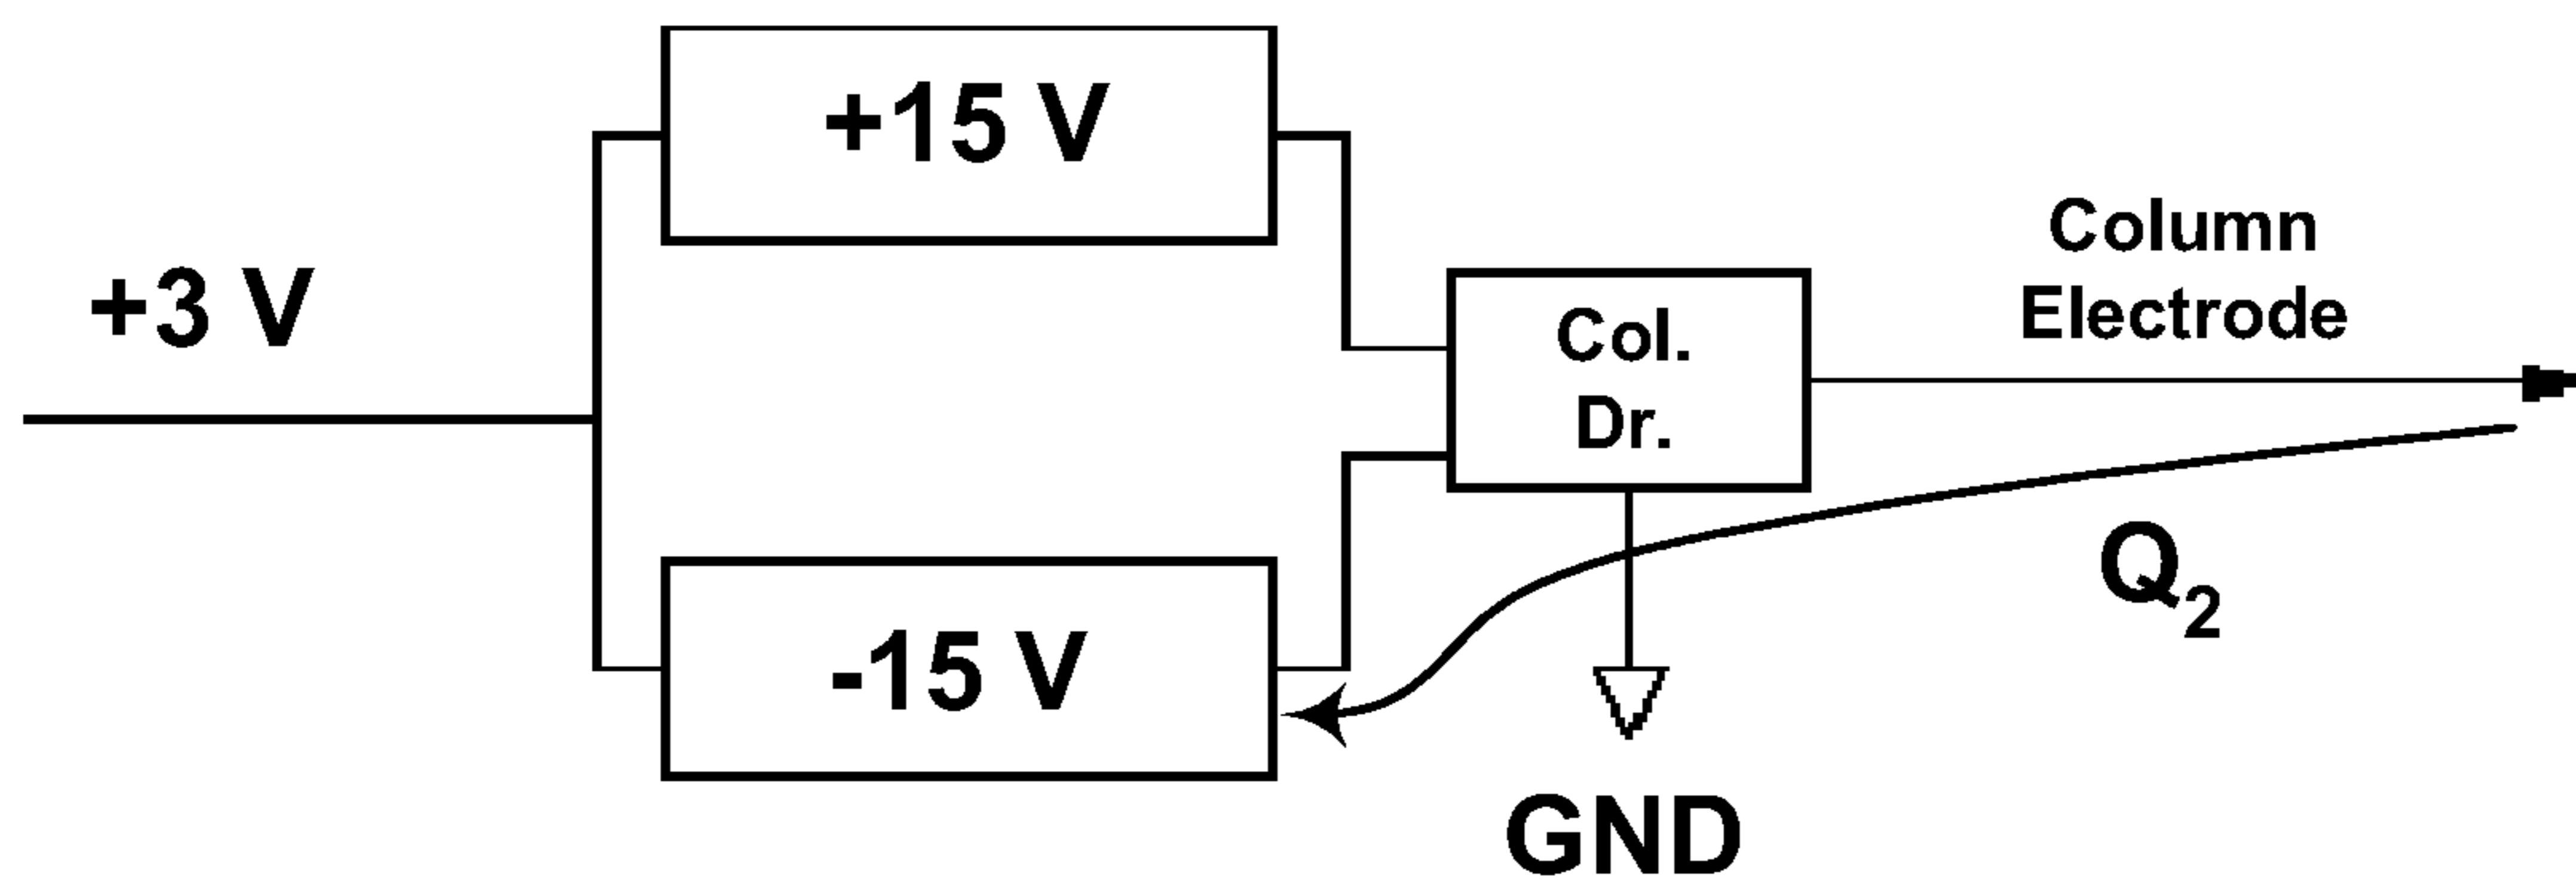 +15 V
+3 V
Column
Electrode
Col.
Dr.
-15 V
Q2
GND